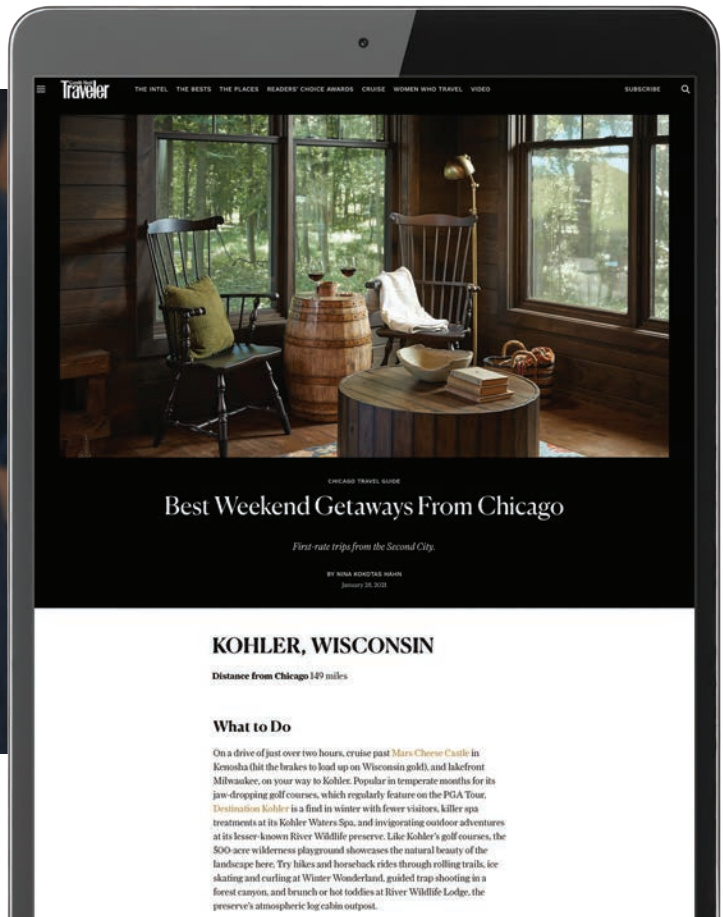 Condé Nast
Traveler
THE INTEL THE BESTS THE PLACES READERS' CHOICE AWARDS CRUISE WOMEN WHO TRAVEL VIDEO SUBSCRIBE
CHICAGO TRAVEL GUIDE
Best Weekend Getaways From Chicago
First-rate trips from the Second City.
BY NINA KOKOTAS HAHN
January 28, 2021
KOHLER, WISCONSIN
Distance from Chicago 149 miles
What to Do
On a drive of just over two hours, cruise past Mars Cheese Castle in
Kenosha (hit the brakes to load up on Wisconsin gold), and lakefront
Milwaukee, on your way to Kohler. Popular in temperate months for its
jaw-dropping golf courses, which regularly feature on the PGA Tour,
Destination Kohler is a find in winter with fewer visitors, killer spa
treatments at its Kohler Waters Spa, and invigorating outdoor adventures
at its lesser-known River Wildlife preserve. Like Kohler's golf courses, the
500-acre wilderness playground showcases the natural beauty of the
landscape here. Try hikes and horseback rides through rolling trails, ice
skating and curling at Winter Wonderland, guided trap shooting in a
forest canyon, and brunch or hot toddies at River Wildlife Lodge, the
preserve's atmospheric log cabin outpost.